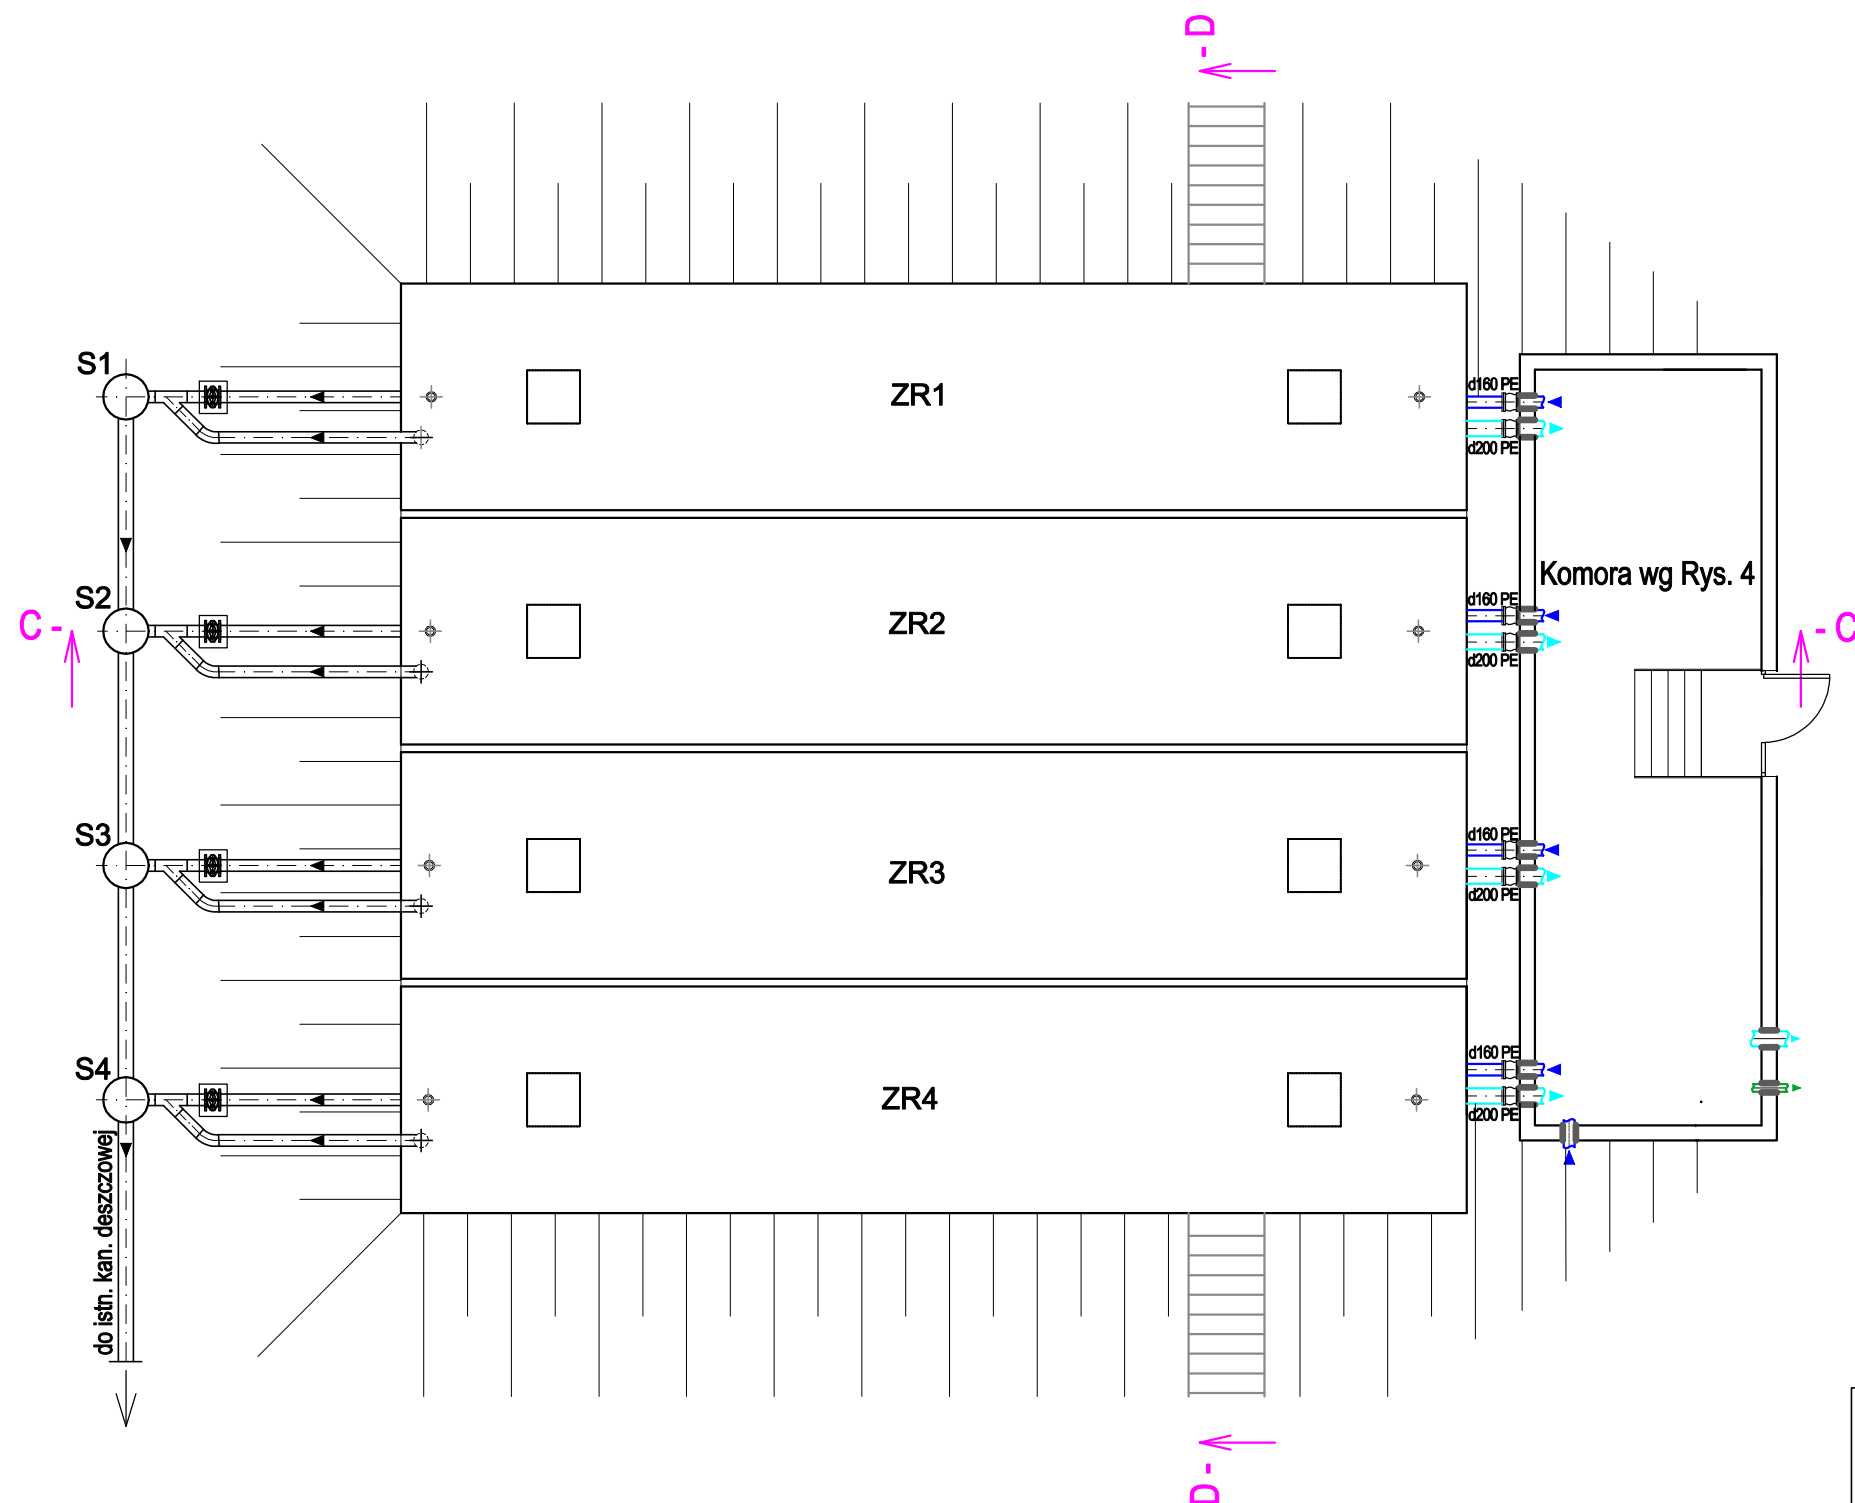 - D
S1
ZR1
d160 PE
d200 PE
Komora wg Rys. 4
S2
C -
ZR2
d160 PE
d200 PE
- C
S3
ZR3
d160 PE
d200 PE
S4
ZR4
d160 PE
d200 PE
do istn. kan. deszczowej
D -